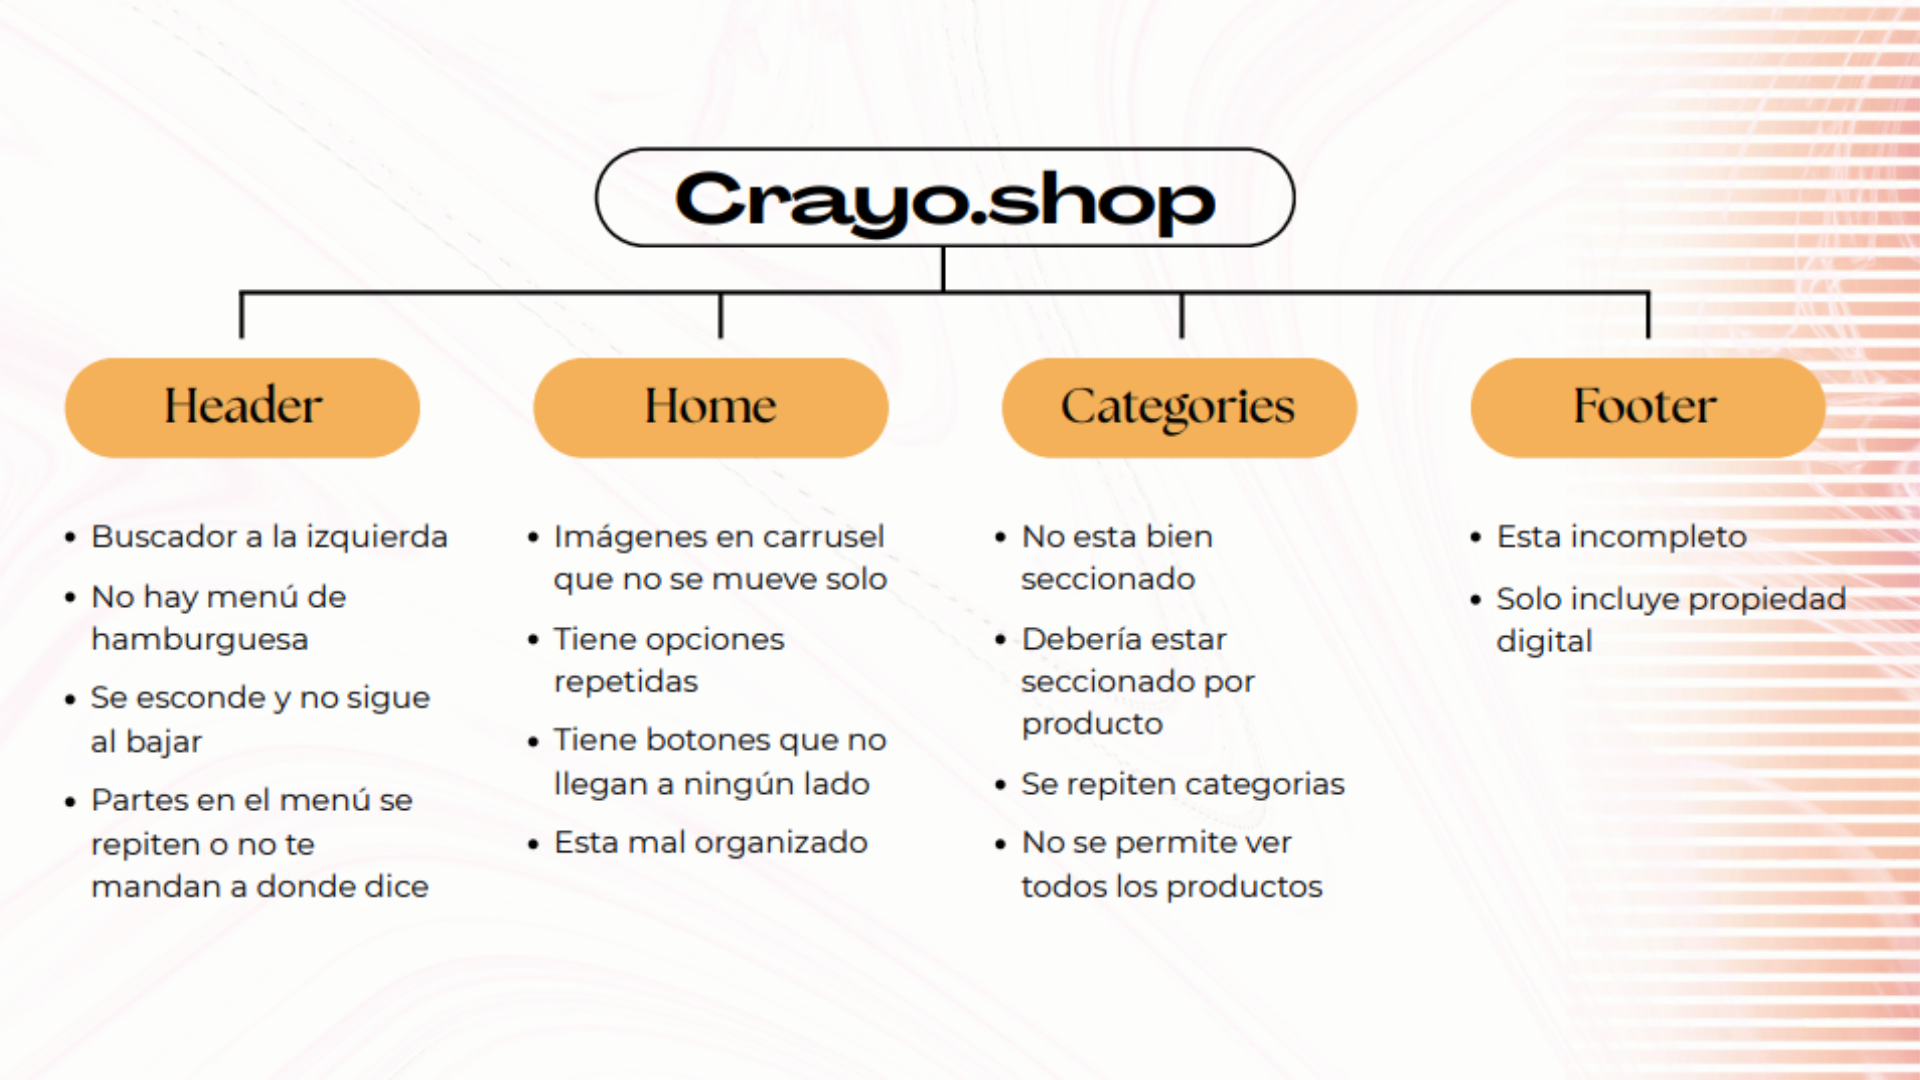 Crayo.shop
Header
Buscador a la izquierda
No hay menú de
hamburguesa
Se esconde y no sigue
al bajar
Partes en el menú se
repiten o no te
mandan a donde dice
Home
Imágenes en carrusel
que no se mueve solo
Tiene opciones
repetidas
Tiene botones que no
llegan a ningún lado
Esta mal organizado
Categories
No esta bien
seccionado
Debería estar
seccionado por
producto
Se repiten categorias
No se permite ver
todos los productos
Footer
Esta incompleto
Solo incluye propiedad
digital